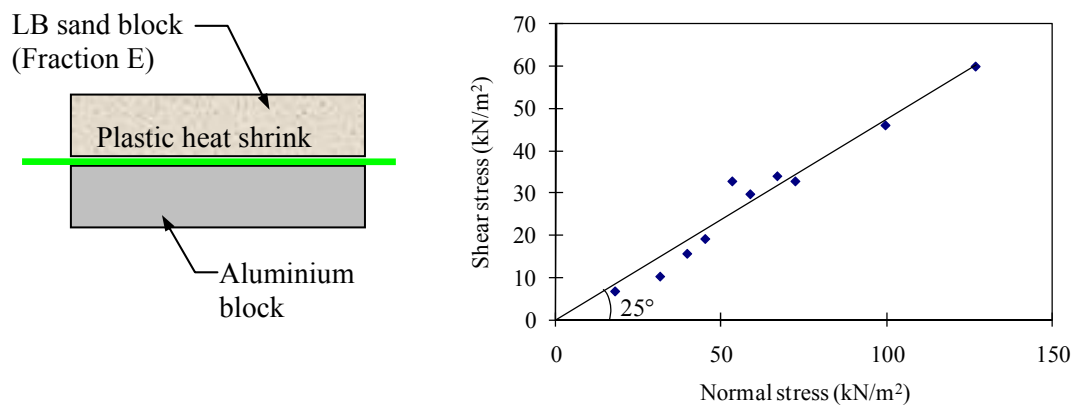 LB sand block
(Fraction E)
Plastic heat shrink
Aluminium
block
70
60
50
40
30
20
10
0
Shear stress (kN/m²)
25°
0
50
100
150
Normal stress (kN/m²)